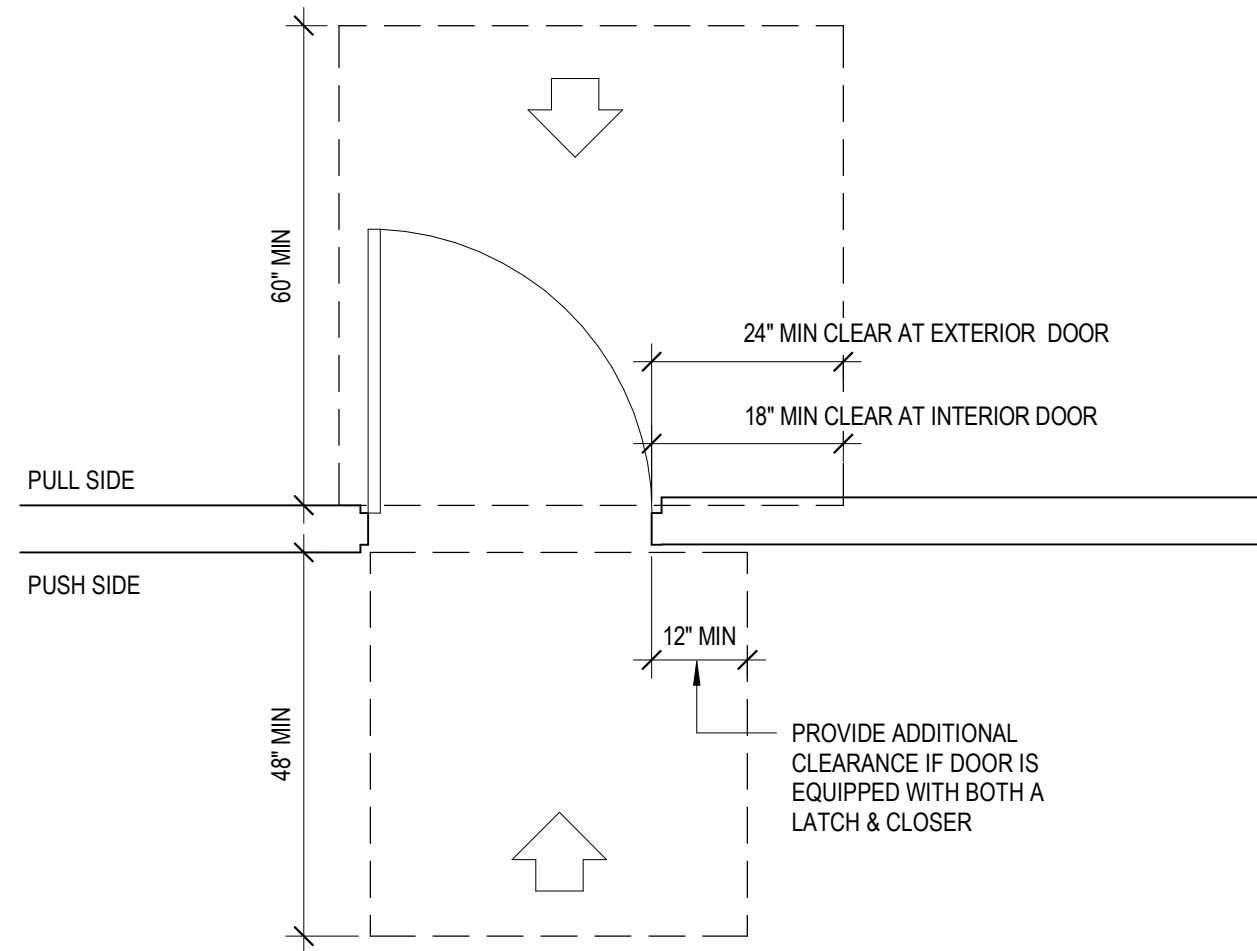 60" MIN
24" MIN CLEAR AT EXTERIOR  DOOR
18" MIN CLEAR AT INTERIOR DOOR
PULL SIDE
PUSH SIDE
12" MIN
48" MIN
PROVIDE ADDITIONAL
CLEARANCE IF DOOR IS
EQUIPPED WITH BOTH A
LATCH & CLOSER